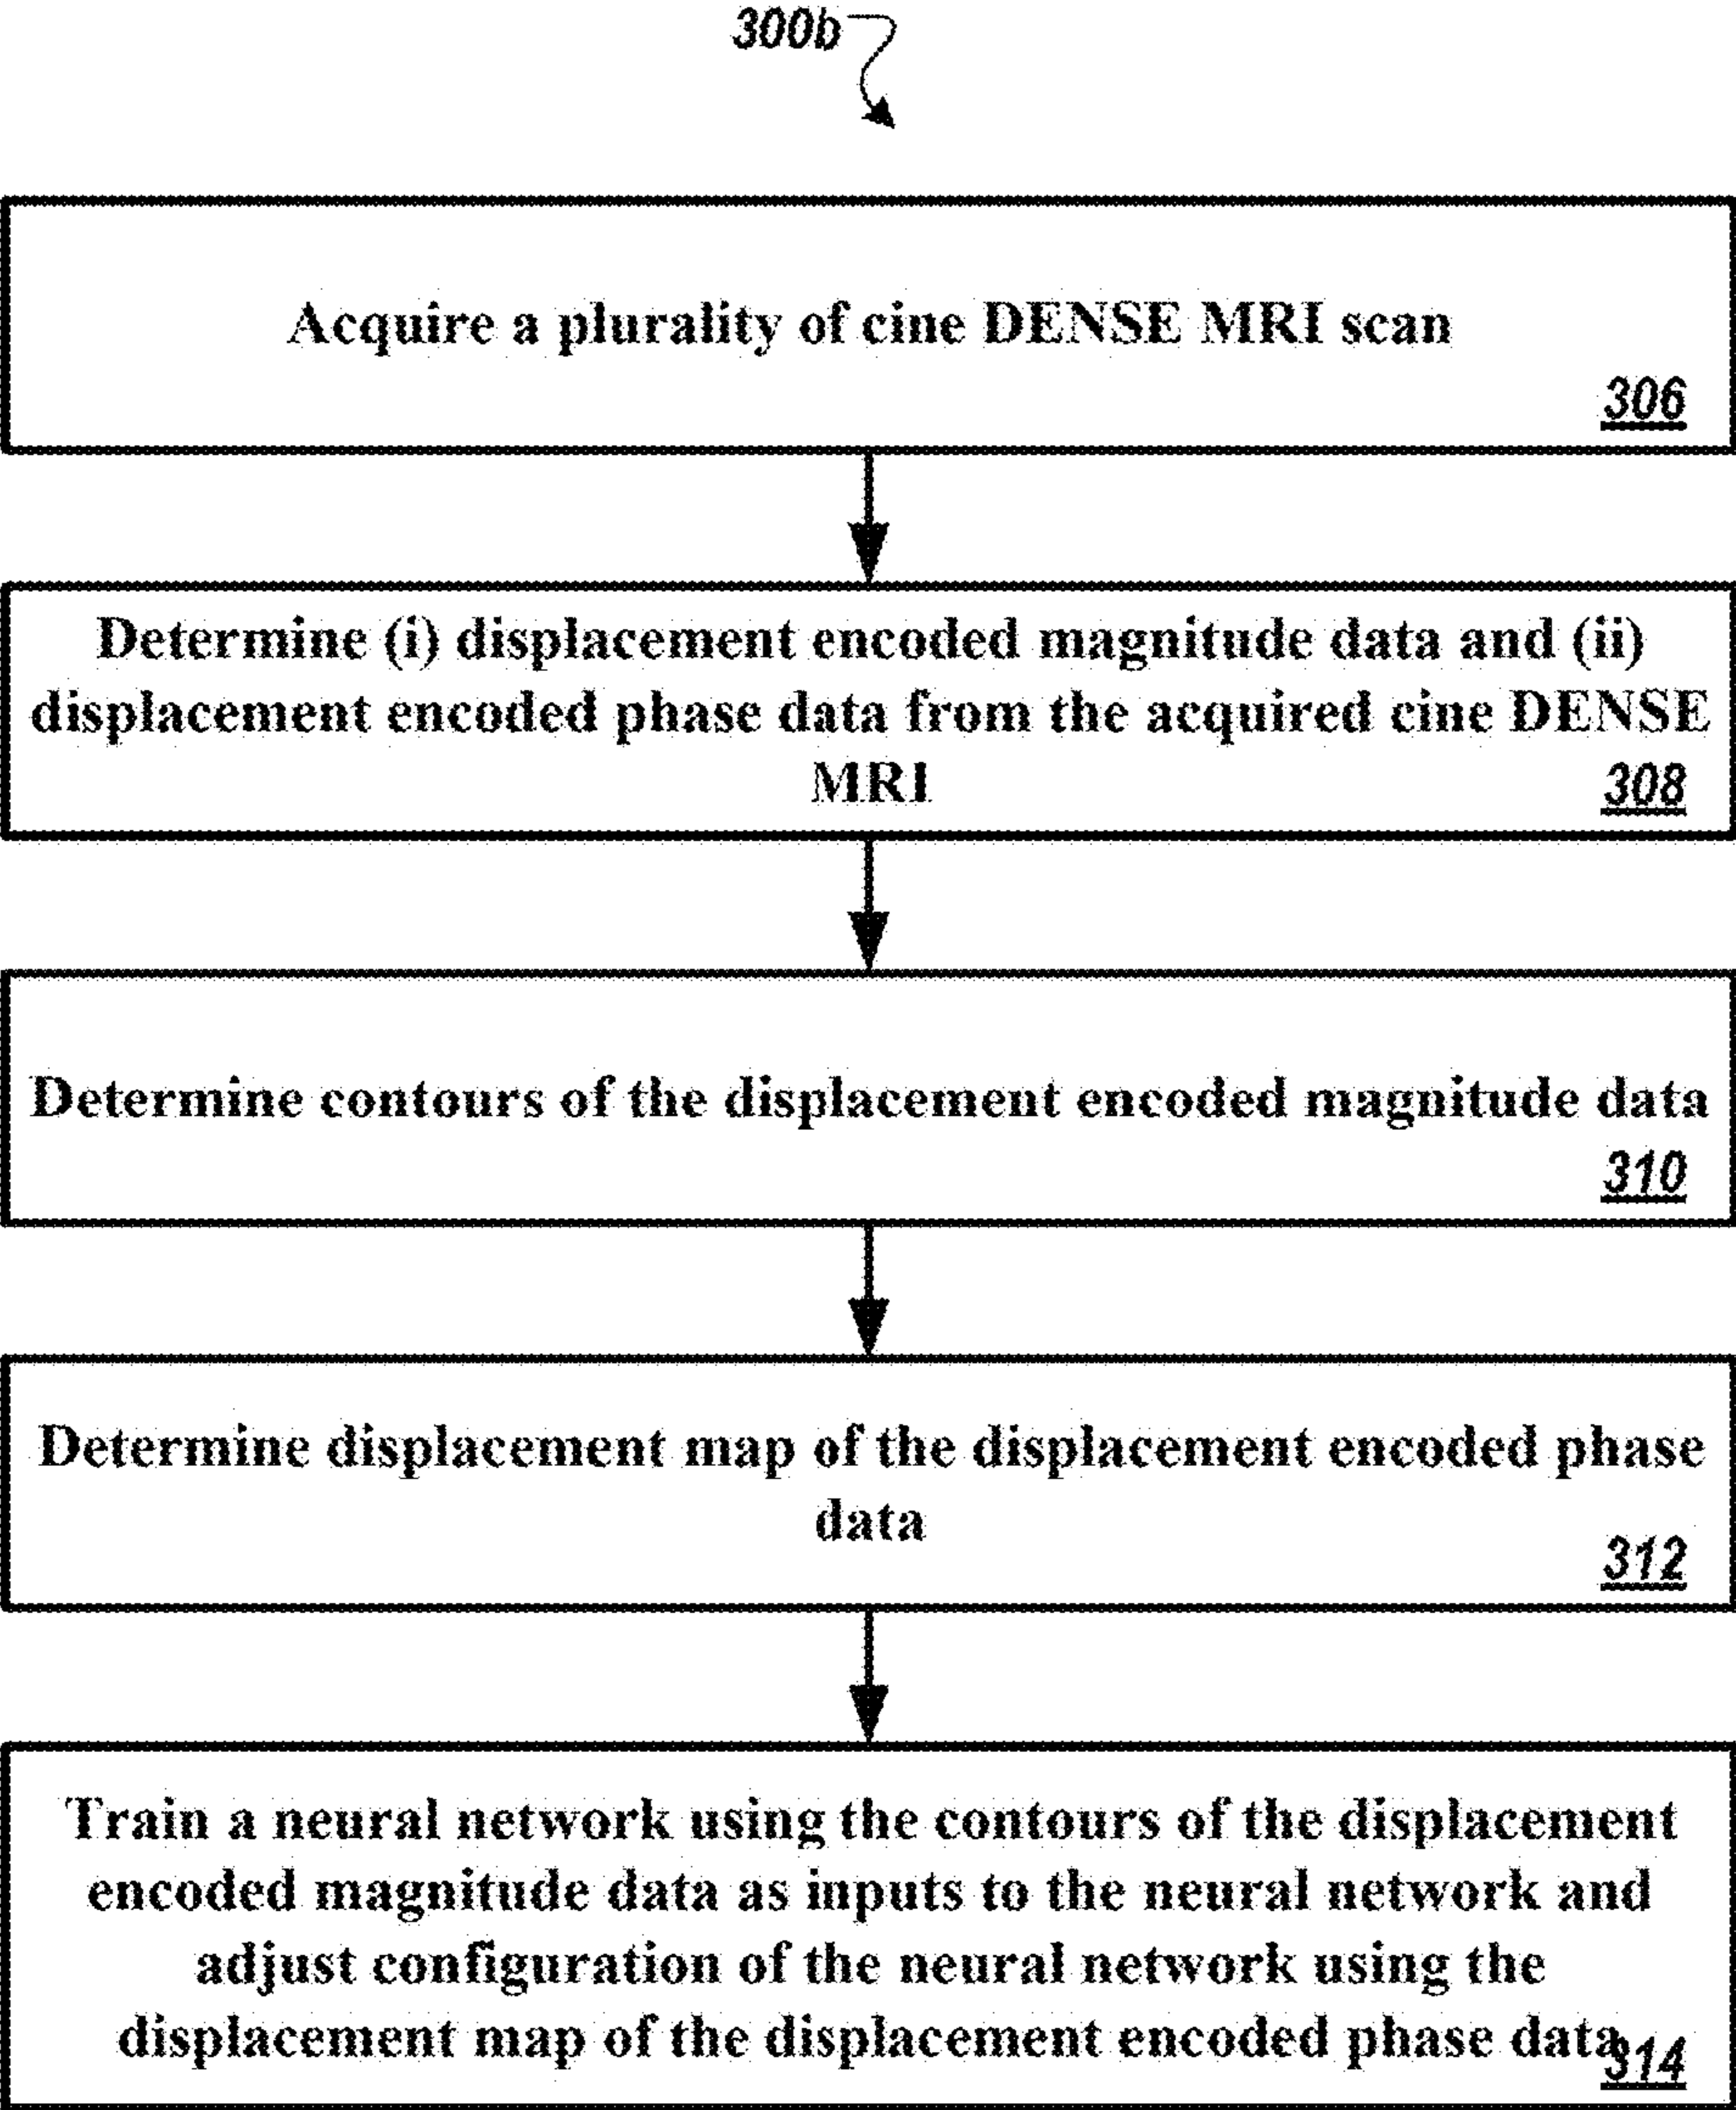 300b
Acquire a plurality of cine DENSE MRI scan
306
Determine (i) displacement encoded magnitude data and (ii)
displacement encoded phase data from the acquired cine DENSE
MRI
308
Determine contours of the displacement encoded magnitude data
310
Determine displacement map of the displacement encoded phase
data
312
Train a neural network using the contours of the displacement
encoded magnitude data as inputs to the neural network and
adjust configuration of the neural network using the
displacement map of the displacement encoded phase data
314